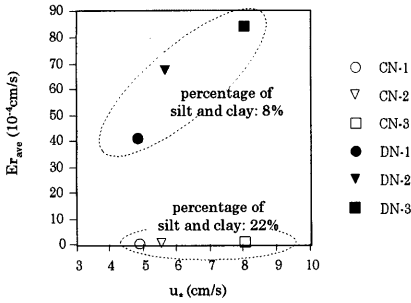 90
80
70
60
50
40
30
20
10
0
Er_ave (10⁻⁴cm/s)
percentage of
silt and clay: 8%
percentage of
silt and clay: 22%
3 4 5 6 7 8 9 10
u* (cm/s)
CN-1
CN-2
CN-3
DN-1
DN-2
DN-3